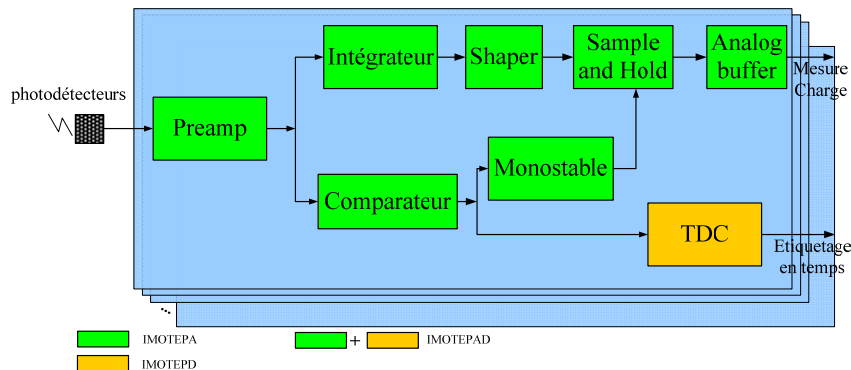 photodétecteurs
Preamp
Intégrateur
Shaper
Sample
and Hold
Analog
buffer
Mesure
Charge
Comparateur
Monostable
TDC
Etiquetage
en temps
...
IMOTEPA
+
IMOTEPAD
IMOTEPD